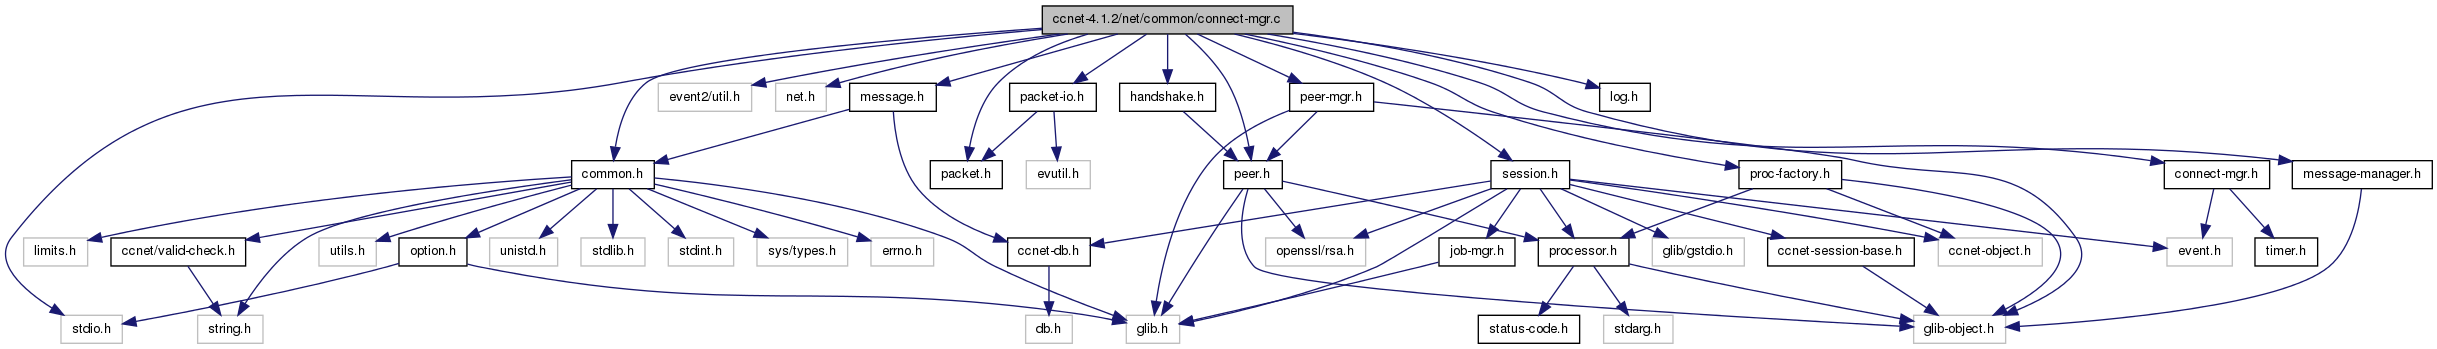 ccnet-4.1.2/net/common/connect-mgr.c
event2/util.h
net.h
message.h
packet-io.h
handshake.h
peer-mgr.h
log.h
common.h
packet.h
evutil.h
peer.h
session.h
proc-factory.h
connect-mgr.h
message-manager.h
limits.h
ccnet/valid-check.h
utils.h
option.h
unistd.h
stdlib.h
stdint.h
sys/types.h
errno.h
ccnet-db.h
openssl/rsa.h
job-mgr.h
processor.h
glib/gstdio.h
ccnet-session-base.h
ccnet-object.h
event.h
timer.h
stdio.h
string.h
db.h
glib.h
status-code.h
stdarg.h
glib-object.h